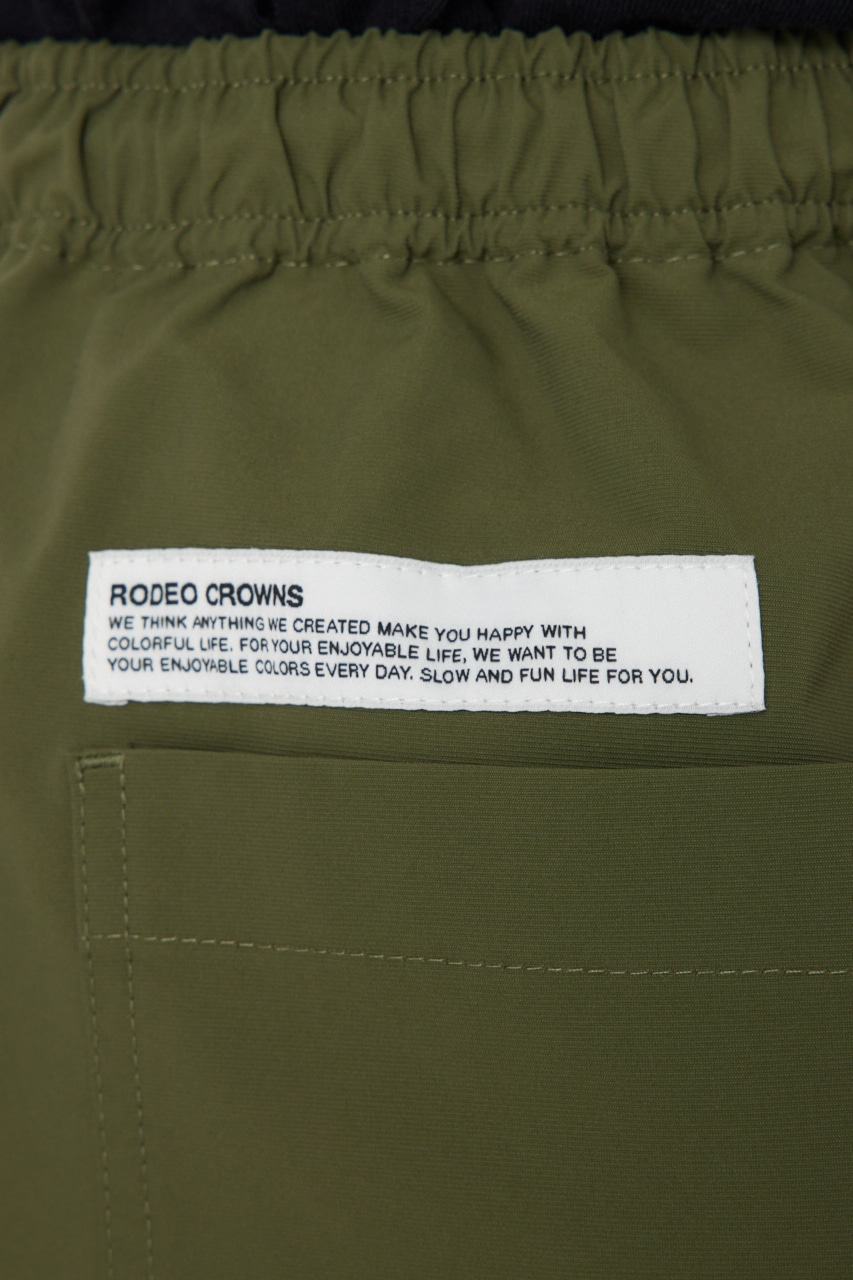 RODEO CROWNS
WE THINK ANYTHING WE CREATED MAKE YOU HAPPY WITH
COLORFUL LIFE. FOR YOUR ENJOYABLE LIFE, WE WANT TO BE
YOUR ENJOYABLE COLORS EVERY DAY. SLOW AND FUN LIFE FOR YOU.